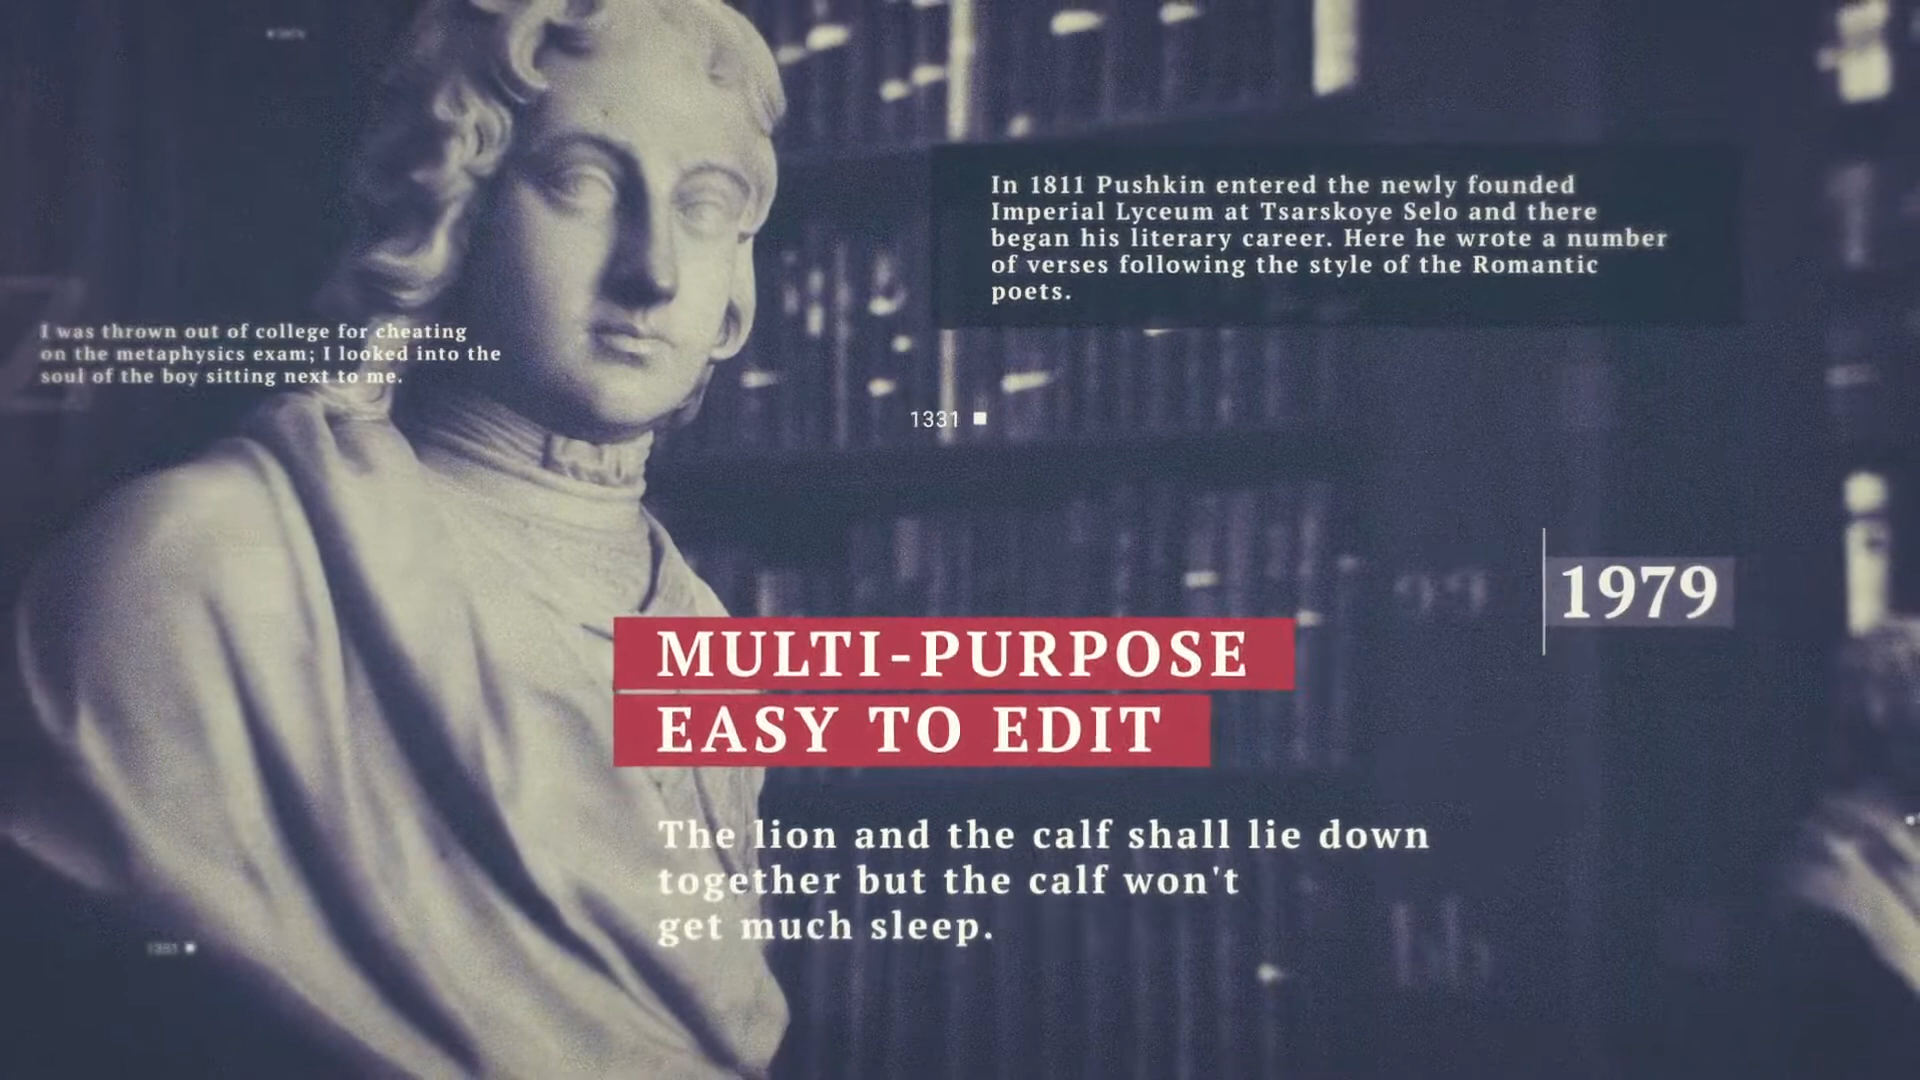 In 1811 Pushkin entered the newly founded
Imperial Lyceum at Tsarskoye Selo and there
began his literary career. Here he wrote a number
of verses following the style of the Romantic
poets.
I was thrown out of college for cheating
on the metaphysics exam; I looked into the
soul of the boy sitting next to me.
1331
1979
MULTI-PURPOSE
EASY TO EDIT
The lion and the calf shall lie down
together but the calf won't
get much sleep.
1331